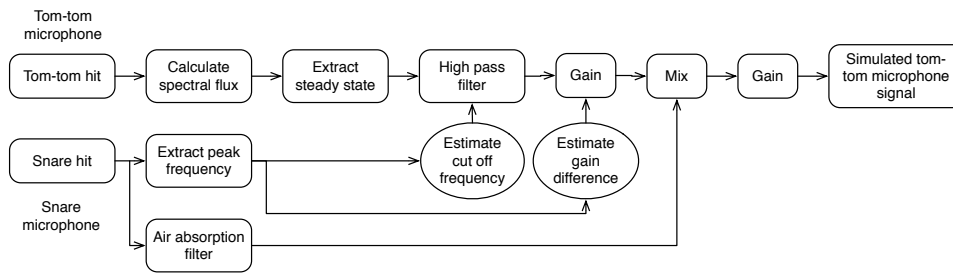 Tom-tom
microphone
Tom-tom hit
Calculate
spectral flux
Extract
steady state
High pass
filter
Gain
Mix
Gain
Simulated tom-
tom microphone
signal
Snare hit
Extract peak
frequency
Estimate
cut off
frequency
Estimate
gain
difference
Snare
microphone
Air absorption
filter